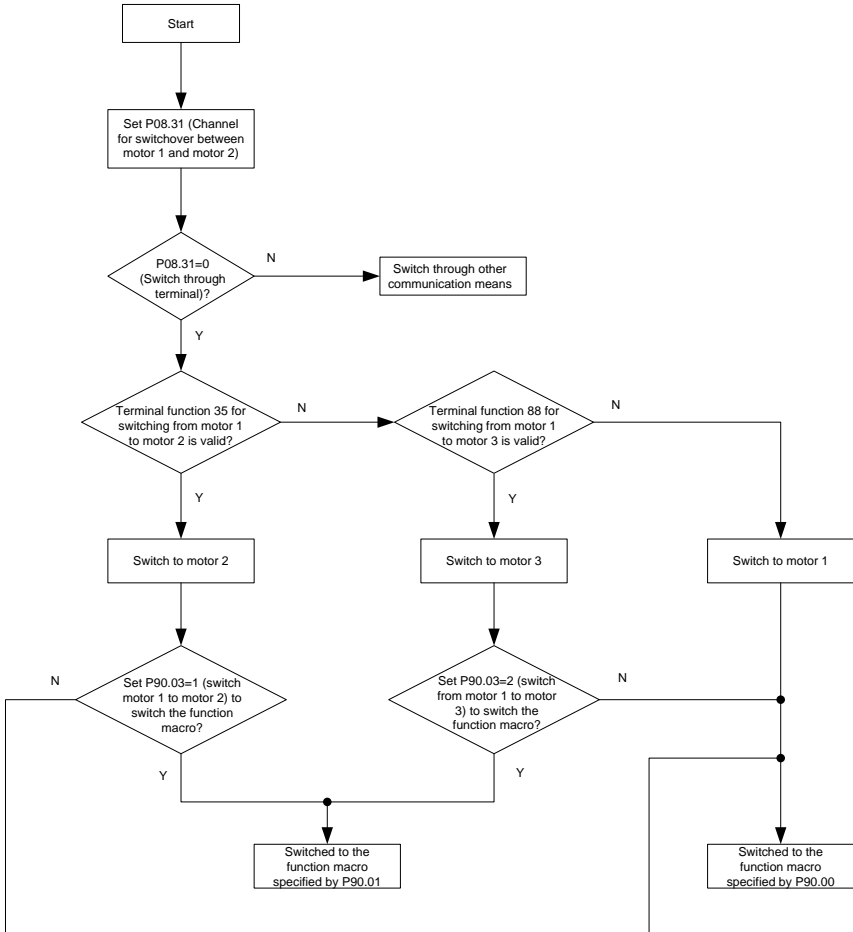 Start
Set P08.31 (Channel
for switchover between
motor 1 and motor 2)
P08.31=0
(Switch through
terminal)?
N
Switch through other
communication means
Y
Terminal function 35 for
switching from motor 1
to motor 2 is valid?
N
Terminal function 88 for
switching from motor 1
to motor 3 is valid?
N
Y
Y
Switch to motor 2
Switch to motor 3
Switch to motor 1
N
Set P90.03=1 (switch
motor 1 to motor 2) to
switch the function
macro?
Set P90.03=2 (switch
from motor 1 to motor
3) to switch the
function macro?
N
Y
Y
Switched to the
function macro
specified by P90.01
Switched to the
function macro
specified by P90.00